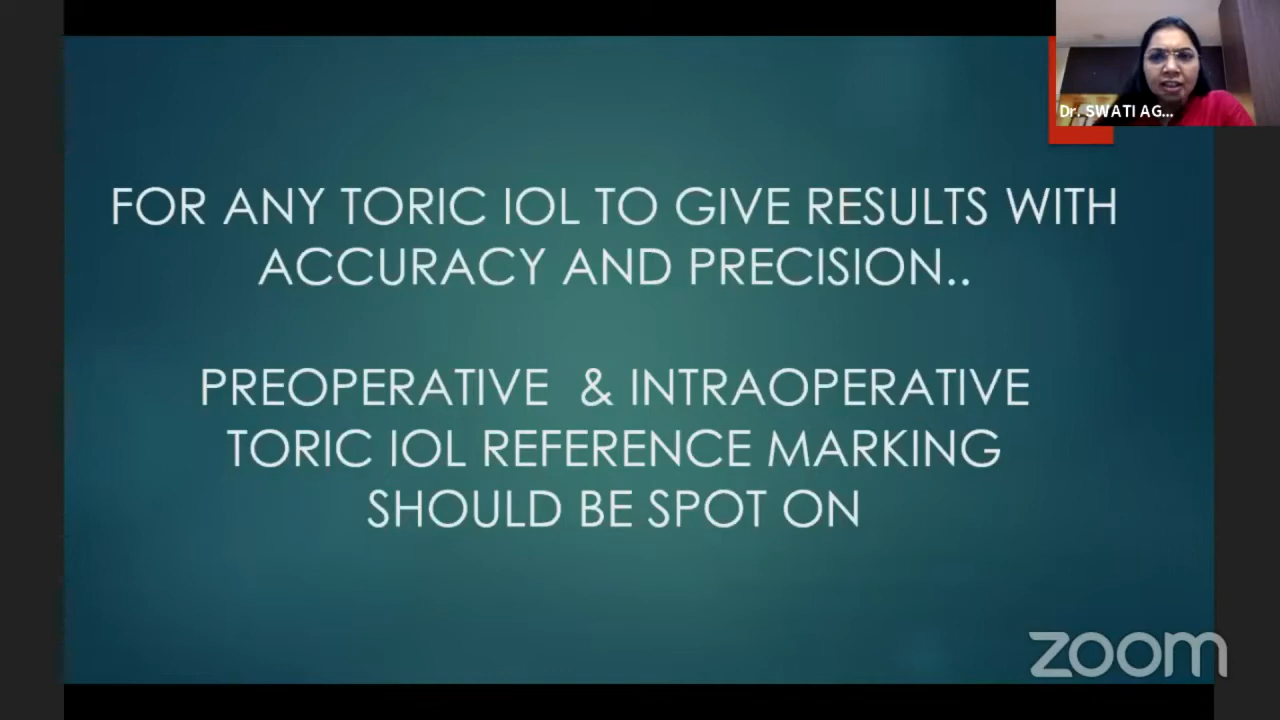 Dr. SWATI AG...
FOR ANY TORIC IOL TO GIVE RESULTS WITH
ACCURACY AND PRECISION..
PREOPERATIVE & INTRAOPERATIVE
TORIC IOL REFERENCE MARKING
SHOULD BE SPOT ON
zoom